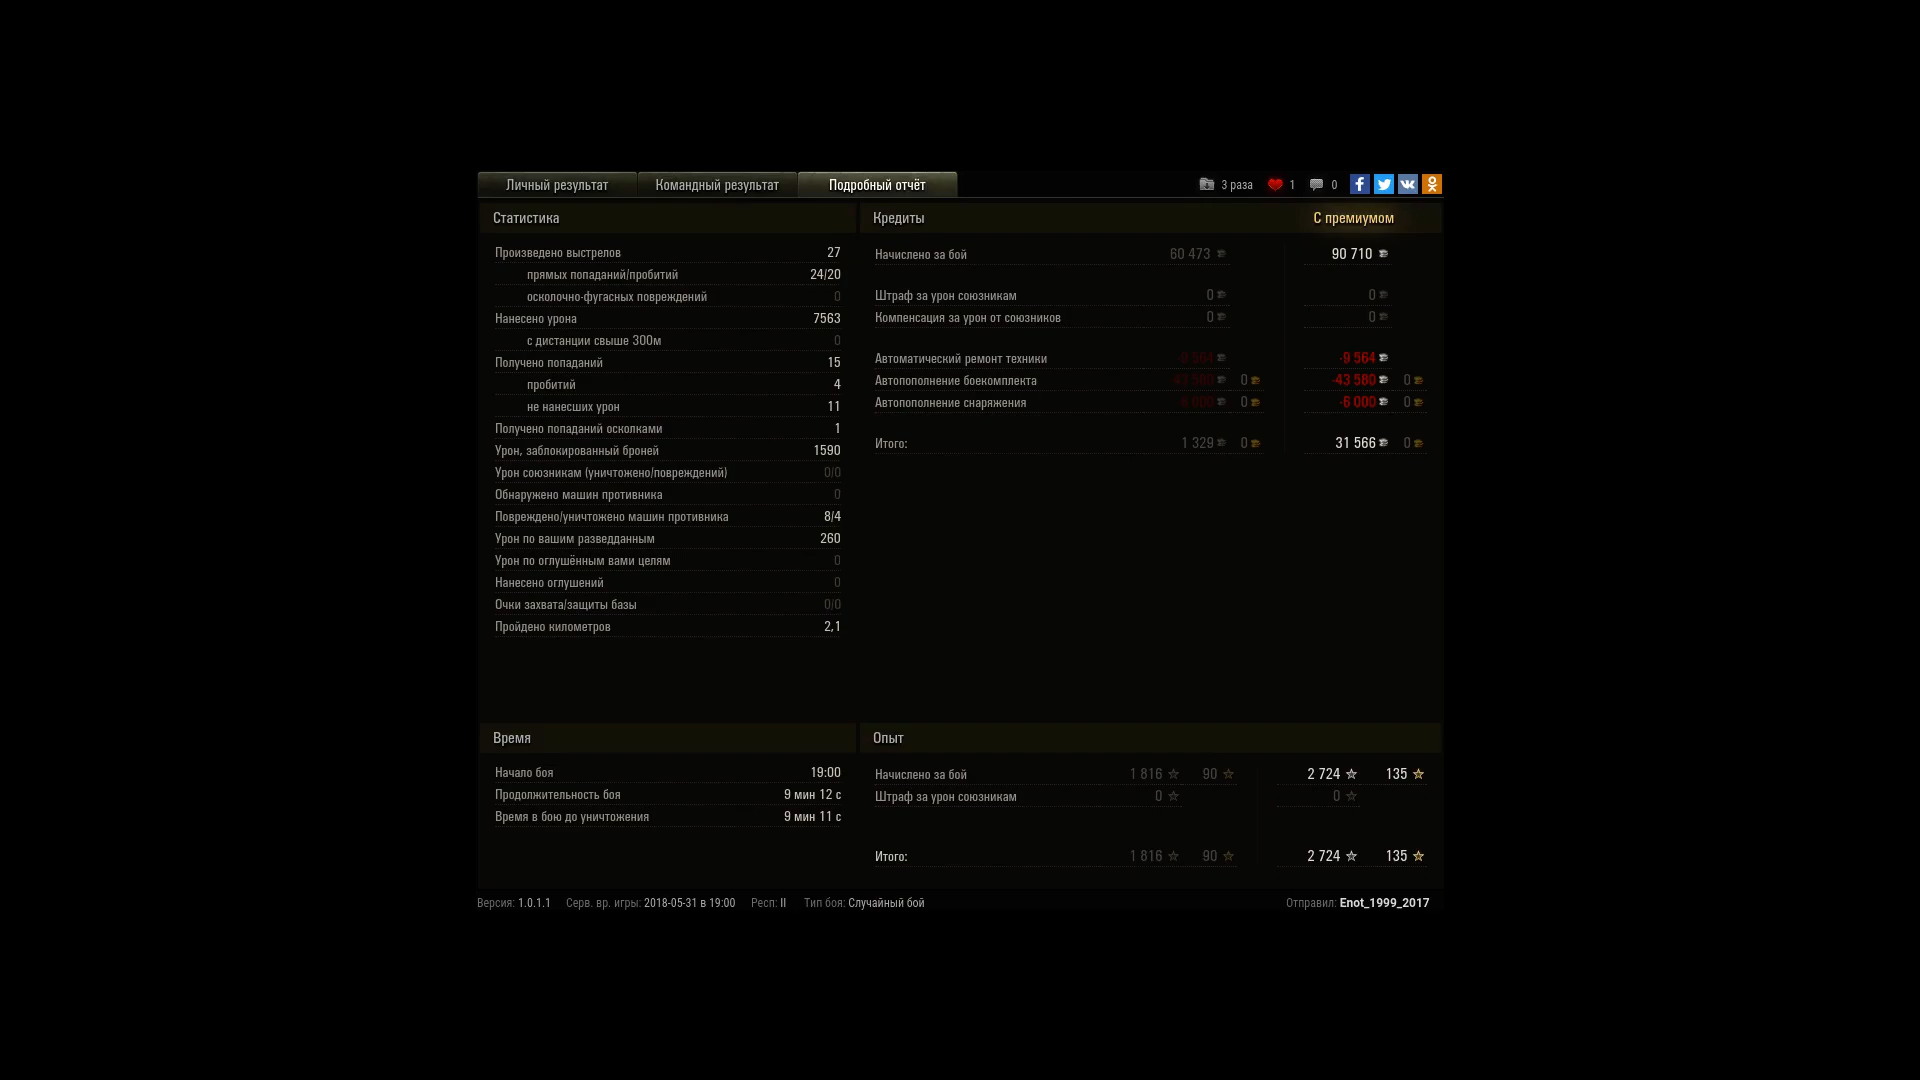 Личный результат Командный результат Подробный отчёт 3 раза 1 0
Статистика
Произведено выстрелов 27
прямых попаданий/пробитий 24/20
осколочно-фугасных повреждений 0
Нанесено урона 7563
с дистанции свыше 300м 0
Получено попаданий 15
пробитий 4
не нанесших урон 11
Получено попаданий осколками 1
Урон, заблокированный броней 1590
Урон союзникам (уничтожено/повреждений) 0/0
Обнаружено машин противника 0
Повреждено/уничтожено машин противника 8/4
Урон по вашим разведданным 260
Урон по оглушённым вами целям 0
Нанесено оглушений 0
Очки захвата/защиты базы 0/0
Пройдено километров 2,1
Кредиты С премиумом
Начислено за бой 60 473 90 710
Штраф за урон союзникам 0 0
Компенсация за урон от союзников 0 0
Автоматический ремонт техники -9 564 -9 564
Автопополнение боекомплекта -43 580 0 -43 580 0
Автопополнение снаряжения -6 000 0 -6 000 0
Итого: 1 329 0 31 566 0
Время
Начало боя 19:00
Продолжительность боя 9 мин 12 с
Время в бою до уничтожения 9 мин 11 с
Опыт
Начислено за бой 1 816 90 2 724 135
Штраф за урон союзникам 0 0
Итого: 1 816 90 2 724 135
Версия: 1.0.1.1 Серв. вр. игры: 2018-05-31 в 19:00 Респ: II Тип боя: Случайный бой Отправил: Enot_1999_2017